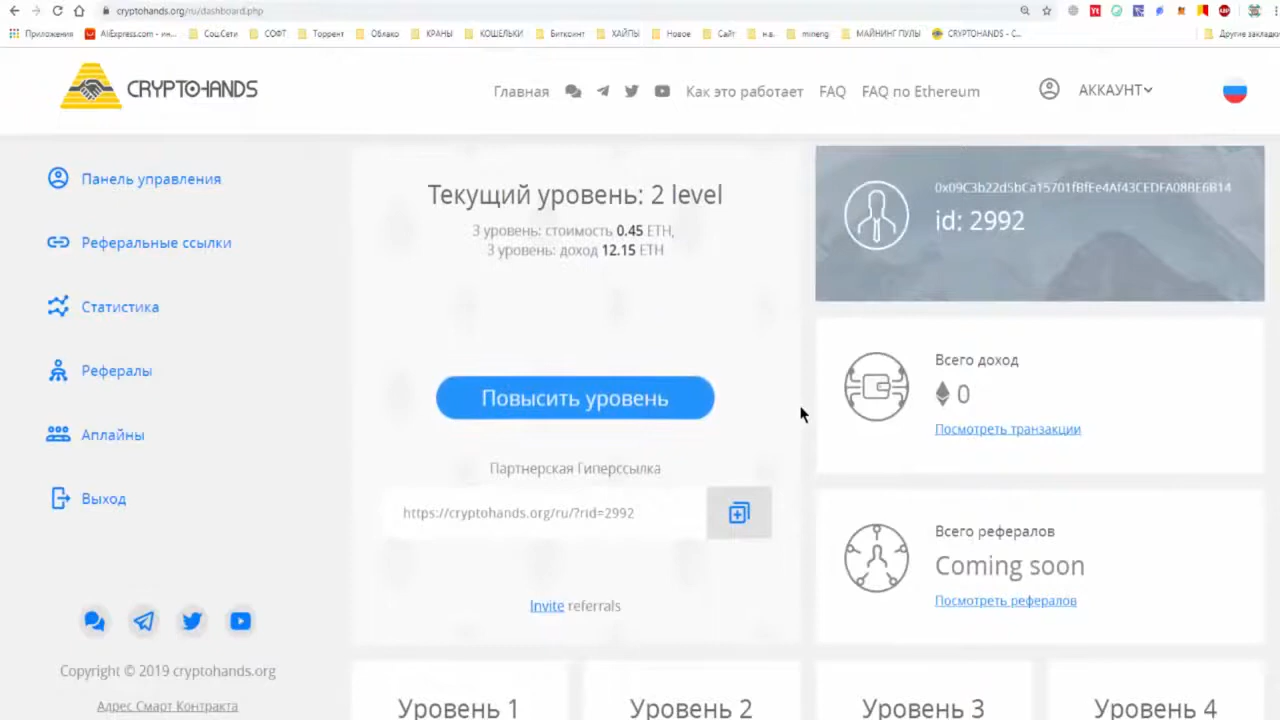 cryptohands.org/ru/dashboard.php
Приложения
AliExpress.com - ин...
Соц.Сети
СОФТ
Торрент
Облако
КРАНЫ
КОШЕЛЬКИ
Биткоинт
ХАЙПЫ
Новое
Сайт
н.в.
mineng
МАЙНИНГ ПУЛЫ
CRYPTOHANDS - С...
Другие закладки
CRYPTOHANDS
Главная
Как это работает
FAQ
FAQ по Ethereum
АККАУНТ
Панель управления
Реферальные ссылки
Статистика
Рефералы
Аплайны
Выход
Copyright © 2019 cryptohands.org
Адрес Смарт Контракта
Текущий уровень: 2 level
3 уровень: стоимость 0.45 ETH,
3 уровень: доход 12.15 ETH
Повысить уровень
Партнерская Гиперссылка
https://cryptohands.org/ru/?rid=2992
Invite referrals
0x09C3b22d5bCa15701fBfEe4Af43CEDFA08BE6B14
id: 2992
Всего доход
0
Посмотреть транзакции
Всего рефералов
Coming soon
Посмотреть рефералов
Уровень 1
Уровень 2
Уровень 3
Уровень 4